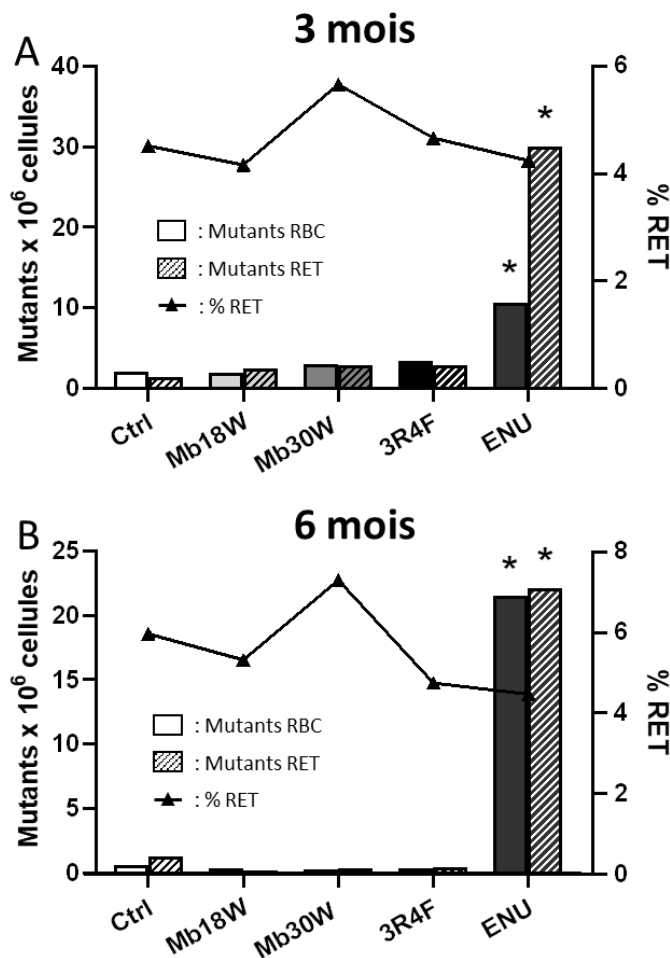 A
3 mois
Mutants x 10⁶ cellules
40
30
20
10
0
: Mutants RBC
: Mutants RET
: % RET
*
*
6
4
2
0
% RET
Ctrl
Mb18W
Mb30W
3R4F
ENU
B
6 mois
Mutants x 10⁶ cellules
25
20
15
10
5
0
: Mutants RBC
: Mutants RET
: % RET
* *
8
6
4
2
0
% RET
Ctrl
Mb18W
Mb30W
3R4F
ENU